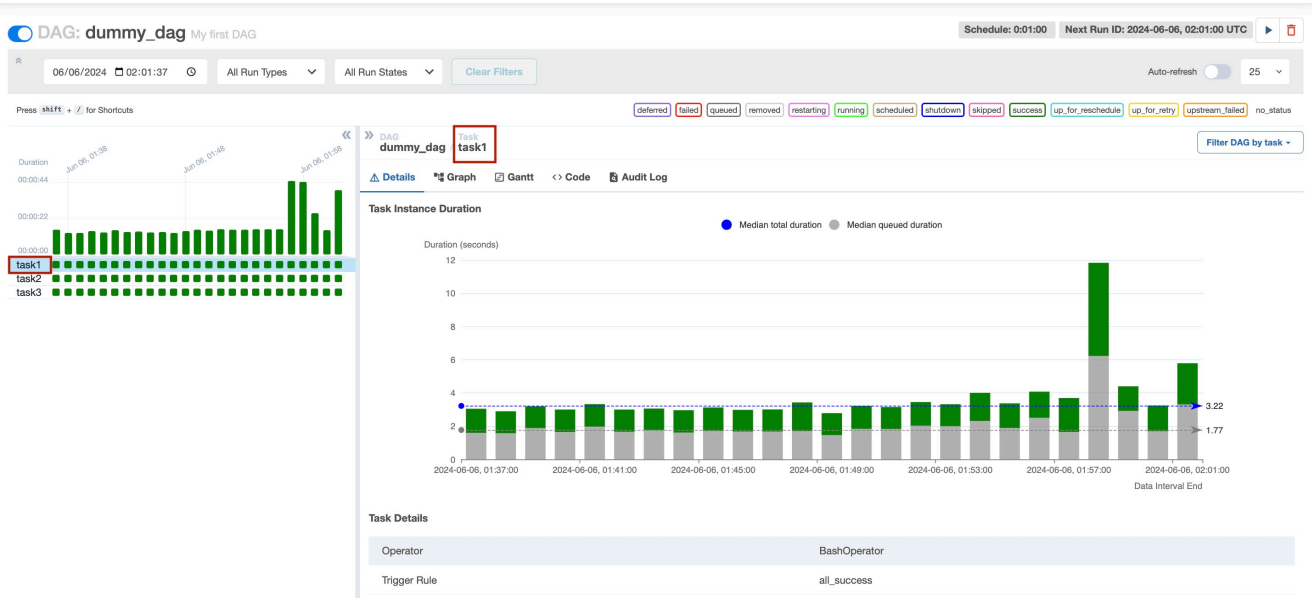 DAG: dummy_dag My first DAG
Schedule: 0:01:00 Next Run ID: 2024-06-06, 02:01:00 UTC
06/06/2024 02:01:37 All Run Types All Run States Clear Filters Auto-refresh 25
Press shift + / for Shortcuts
deferred failed queued removed restarting running scheduled shutdown skipped success up_for_reschedule up_for_retry upstream_failed no_status
Duration
Jun 06, 01:38 Jun 06, 01:48 Jun 06, 01:58
00:00:44
00:00:22
00:00:00
task1
task2
task3
DAG Task
dummy_dag / task1
Filter DAG by task
Details Graph Gantt Code Audit Log
Task Instance Duration
Median total duration Median queued duration
Duration (seconds)
12
10
8
6
4
3.22
2
1.77
0
2024-06-06, 01:37:00 2024-06-06, 01:41:00 2024-06-06, 01:45:00 2024-06-06, 01:49:00 2024-06-06, 01:53:00 2024-06-06, 01:57:00 2024-06-06, 02:01:00
Data Interval End
Task Details
Operator BashOperator
Trigger Rule all_success